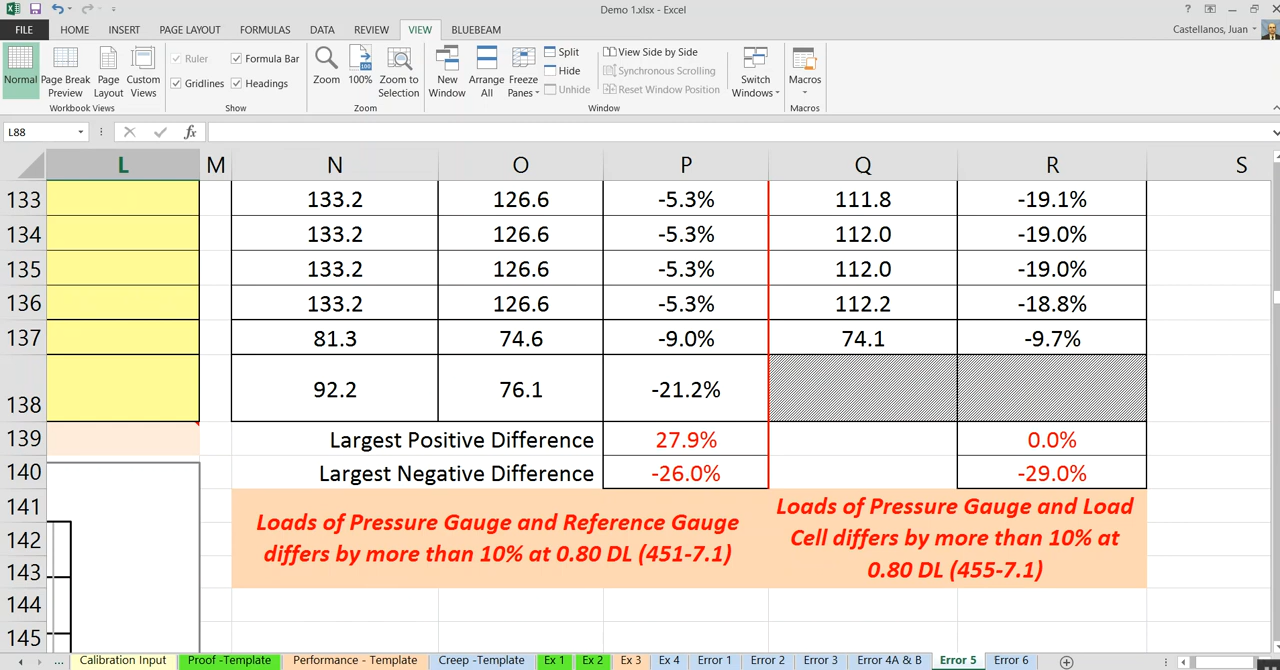 Demo 1.xlsx - Excel
?
FILE HOME INSERT PAGE LAYOUT FORMULAS DATA REVIEW VIEW BLUEBEAM
Castellanos, Juan
Normal
Page Break Preview
Page Layout
Custom Views
Ruler
Formula Bar
Gridlines
Headings
Zoom
100%
Zoom to Selection
New Window
Arrange All
Freeze Panes
Split
Hide
Unhide
View Side by Side
Synchronous Scrolling
Reset Window Position
Switch Windows
Macros
Workbook Views
Show
Zoom
Window
Macros
L88
fx
L M N O P Q R S
133 133.2 126.6 -5.3% 111.8 -19.1%
134 133.2 126.6 -5.3% 112.0 -19.0%
135 133.2 126.6 -5.3% 112.0 -19.0%
136 133.2 126.6 -5.3% 112.2 -18.8%
137 81.3 74.6 -9.0% 74.1 -9.7%
138 92.2 76.1 -21.2%
139 Largest Positive Difference 27.9% 0.0%
140 Largest Negative Difference -26.0% -29.0%
141
142
143
144
145
Loads of Pressure Gauge and Reference Gauge
differs by more than 10% at 0.80 DL (451-7.1)
Loads of Pressure Gauge and Load
Cell differs by more than 10% at
0.80 DL (455-7.1)
... Calibration Input Proof -Template Performance - Template Creep -Template Ex 1 Ex 2 Ex 3 Ex 4 Error 1 Error 2 Error 3 Error 4A & B Error 5 Error 6